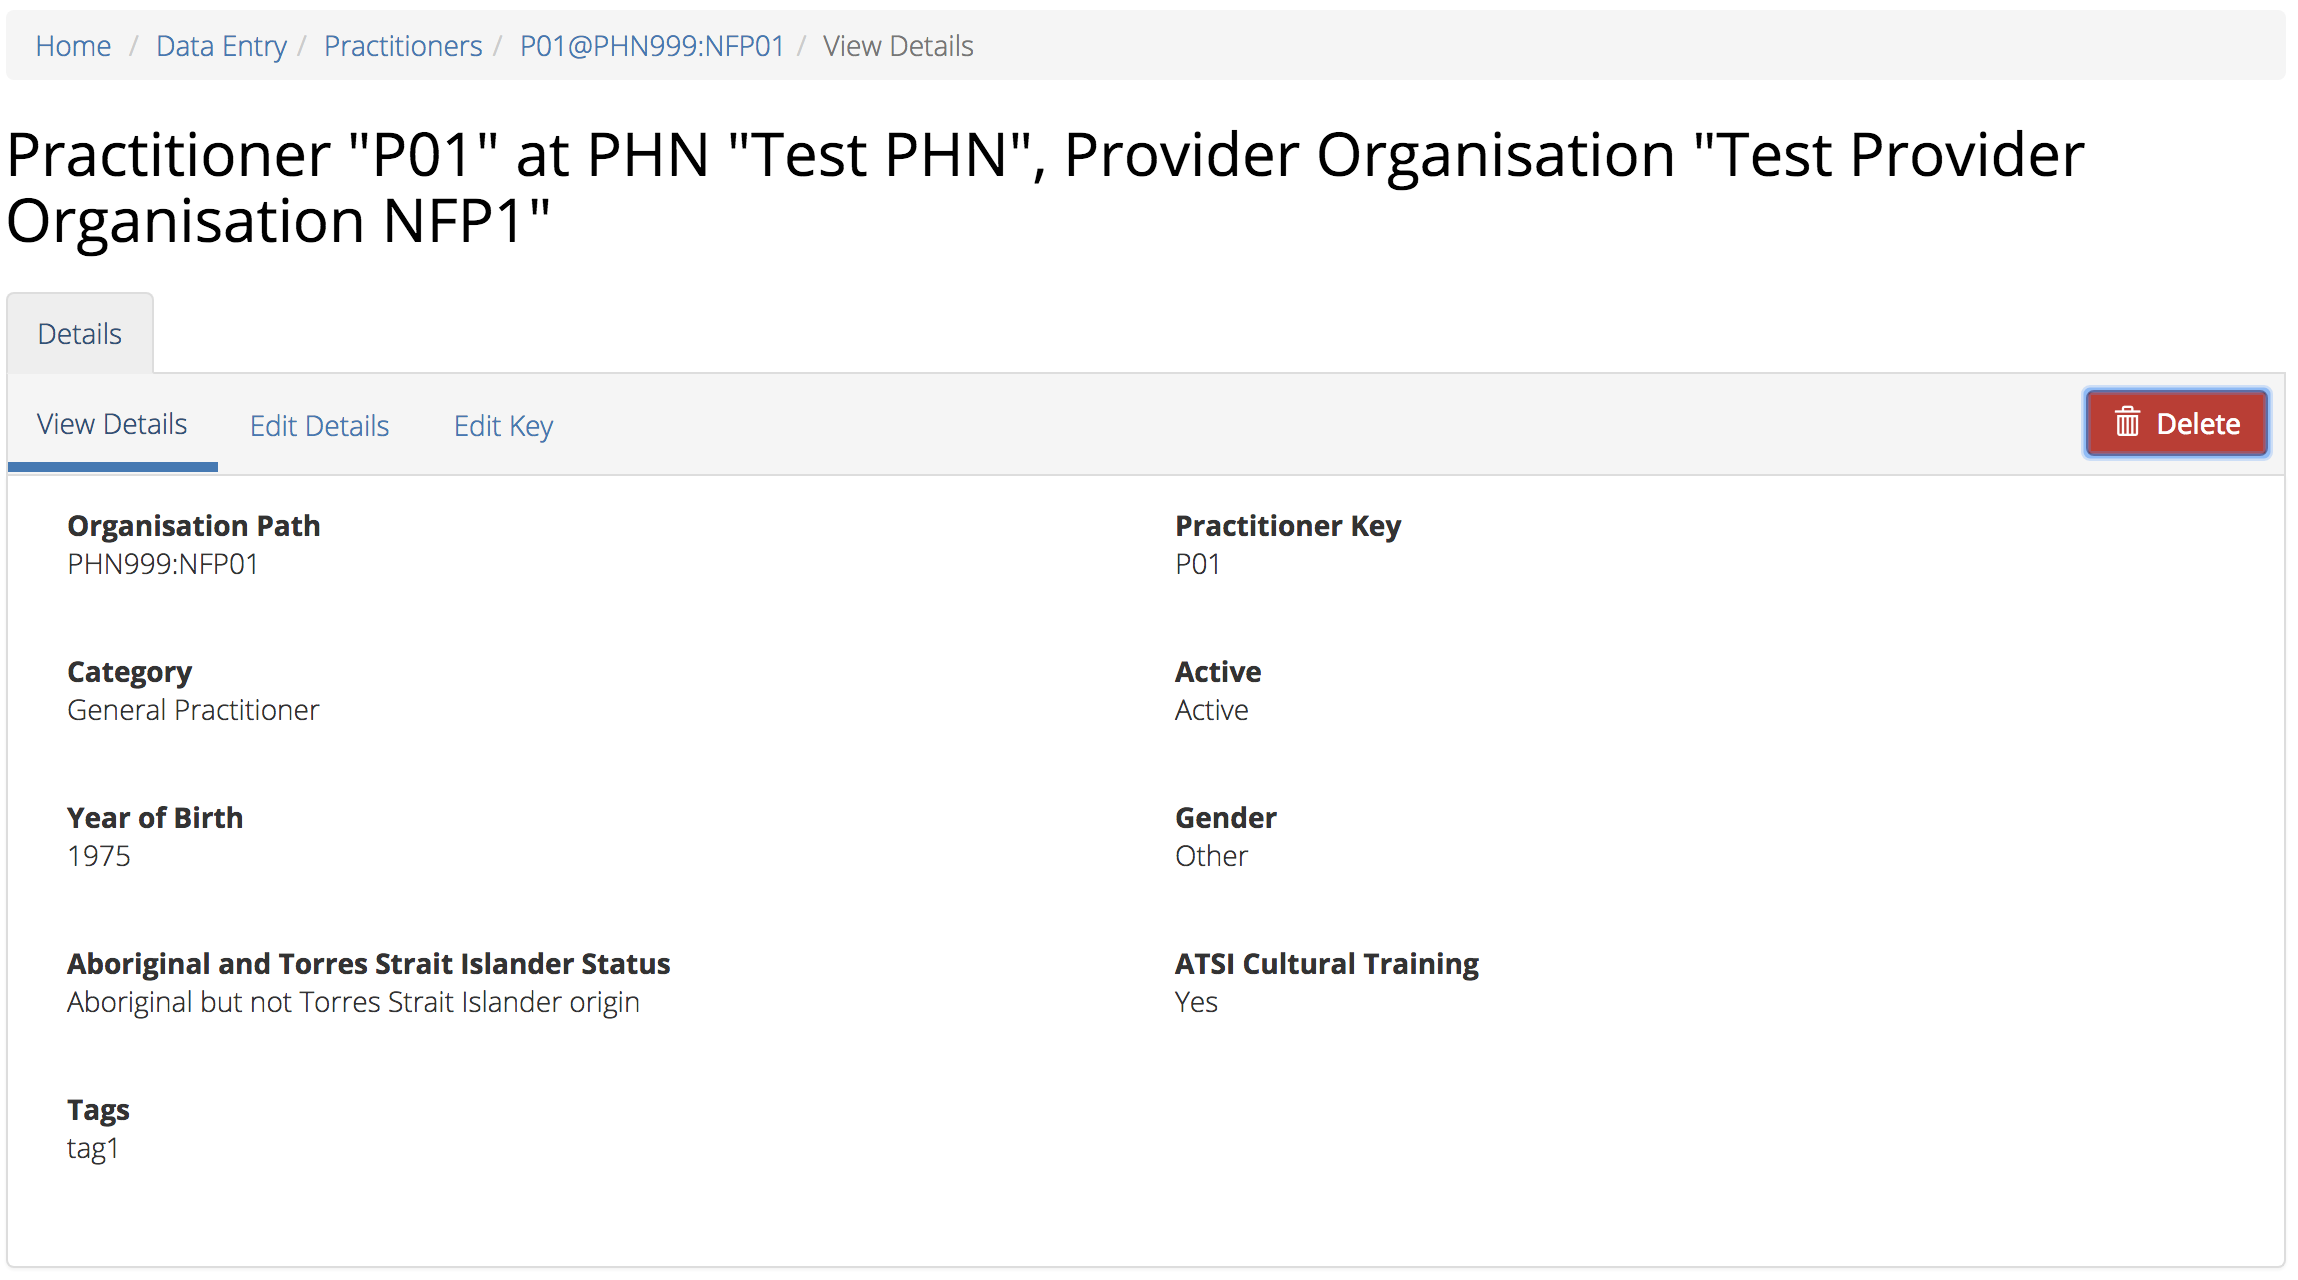 Home / Data Entry / Practitioners / P01@PHN999:NFP01 / View Details
Practitioner "P01" at PHN "Test PHN", Provider Organisation "Test Provider
Organisation NFP1"
Details
View Details Edit Details Edit Key Delete
Organisation Path Practitioner Key
PHN999:NFP01 P01
Category Active
General Practitioner Active
Year of Birth Gender
1975 Other
Aboriginal and Torres Strait Islander Status ATSI Cultural Training
Aboriginal but not Torres Strait Islander origin Yes
Tags
tag1